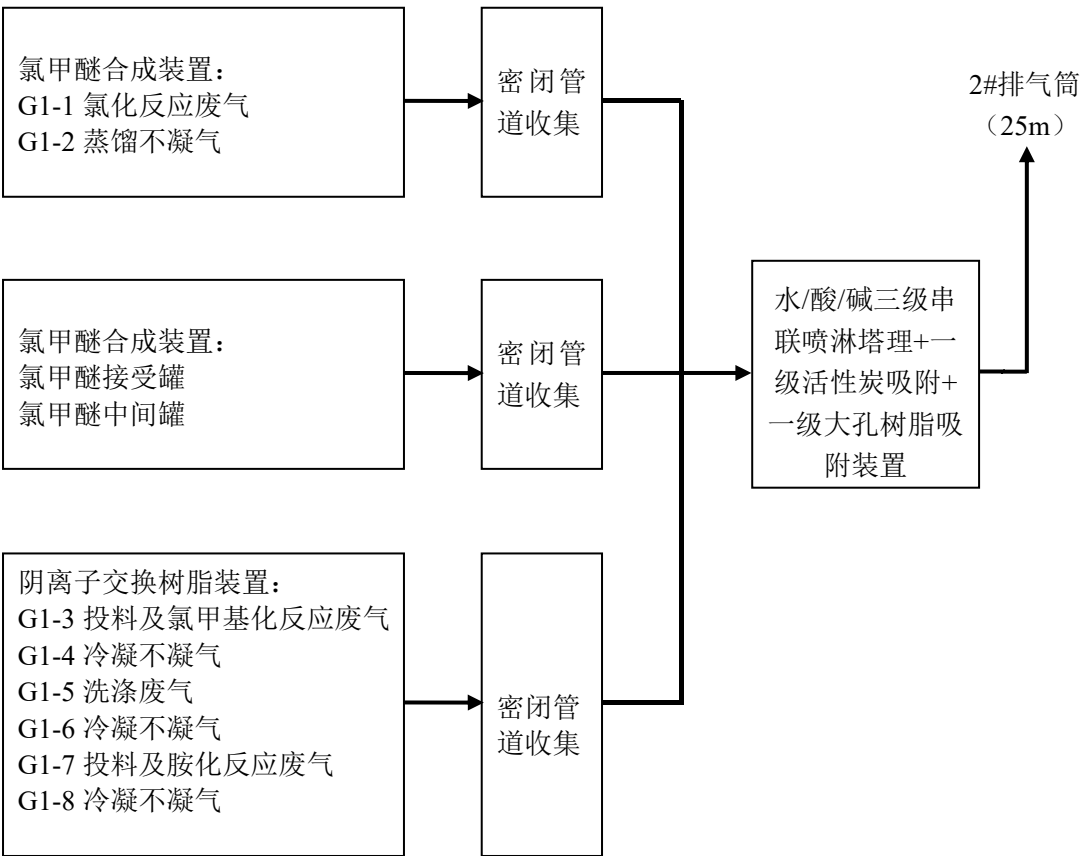 氯甲醚合成装置：
G1-1 氯化反应废气
G1-2 蒸馏不凝气
密闭管
道收集
2#排气筒
（25m）
氯甲醚合成装置：
氯甲醚接受罐
氯甲醚中间罐
密闭管
道收集
水/酸/碱三级串
联喷淋塔理+一
级活性炭吸附+
一级大孔树脂吸
附装置
阴离子交换树脂装置：
G1-3 投料及氯甲基化反应废气
G1-4 冷凝不凝气
G1-5 洗涤废气
G1-6 冷凝不凝气
G1-7 投料及胺化反应废气
G1-8 冷凝不凝气
密闭管
道收集